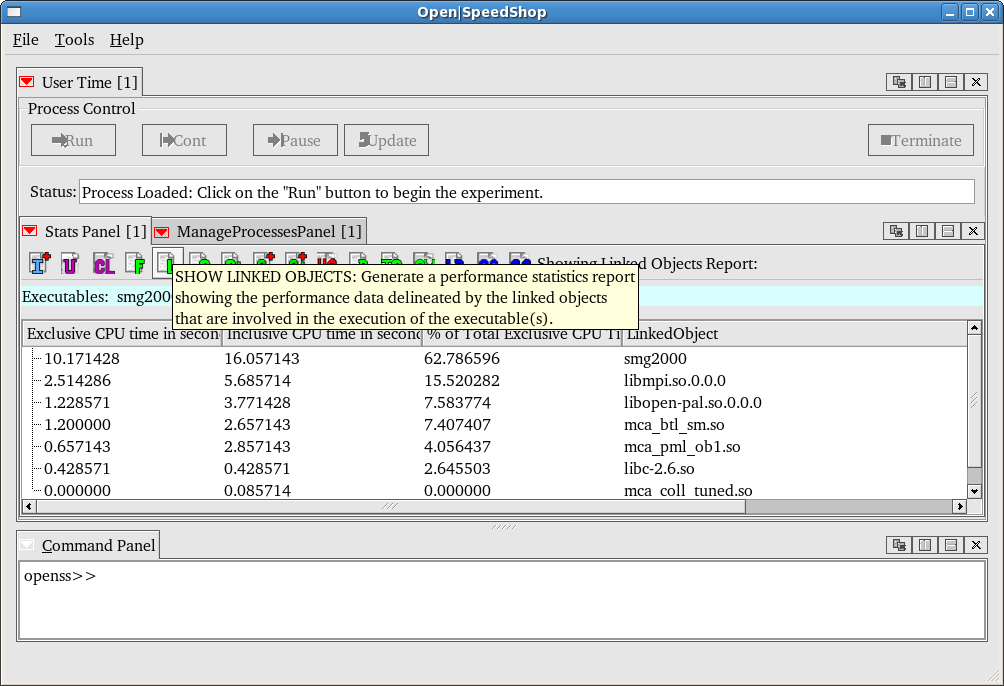 Open|SpeedShop
File Tools Help
User Time [1]
Process Control
Run Cont Pause Update Terminate
Status: Process Loaded: Click on the "Run" button to begin the experiment.
Stats Panel [1] ManageProcessesPanel [1]
I U CL F L Showing Linked Objects Report:
SHOW LINKED OBJECTS: Generate a performance statistics report
showing the performance data delineated by the linked objects
that are involved in the execution of the executable(s).
Executables: smg200
Exclusive CPU time in secon Inclusive CPU time in second % of Total Exclusive CPU Ti LinkedObject
10.171428 16.057143 62.786596 smg2000
2.514286 5.685714 15.520282 libmpi.so.0.0.0
1.228571 3.771428 7.583774 libopen-pal.so.0.0.0
1.200000 2.657143 7.407407 mca_btl_sm.so
0.657143 2.857143 4.056437 mca_pml_ob1.so
0.428571 0.428571 2.645503 libc-2.6.so
0.000000 0.085714 0.000000 mca_coll_tuned.so
Command Panel
openss>>